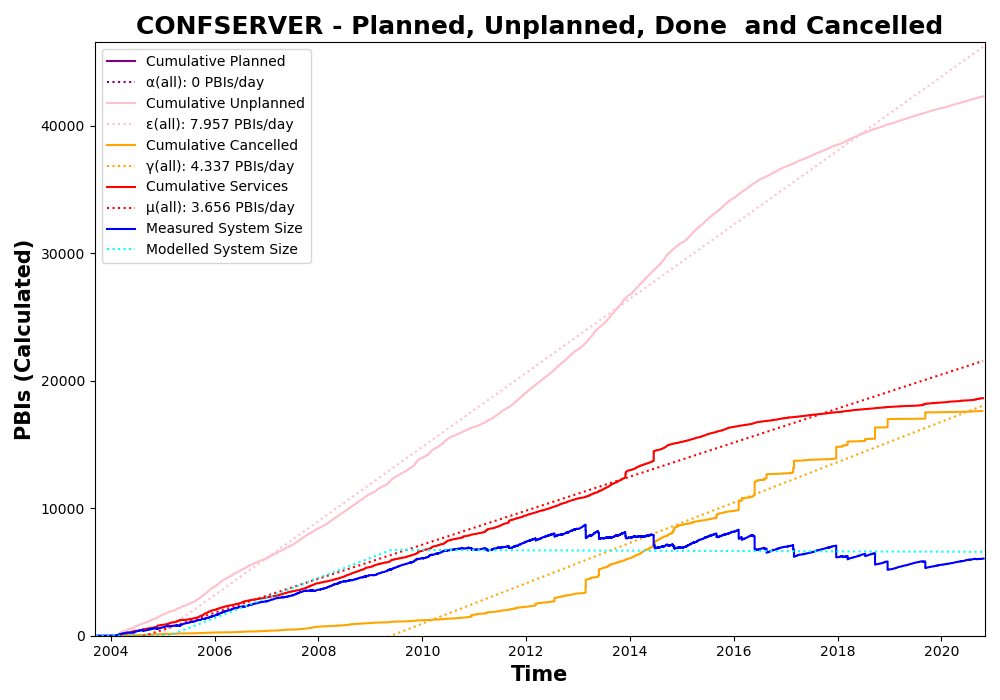 CONFSERVER - Planned, Unplanned, Done  and Cancelled
Cumulative Planned
α(all): 0 PBIs/day
Cumulative Unplanned
ε(all): 7.957 PBIs/day
Cumulative Cancelled
γ(all): 4.337 PBIs/day
Cumulative Services
μ(all): 3.656 PBIs/day
Measured System Size
Modelled System Size
PBIs (Calculated)
40000
30000
20000
10000
0
2004 2006 2008 2010 2012 2014 2016 2018 2020
Time